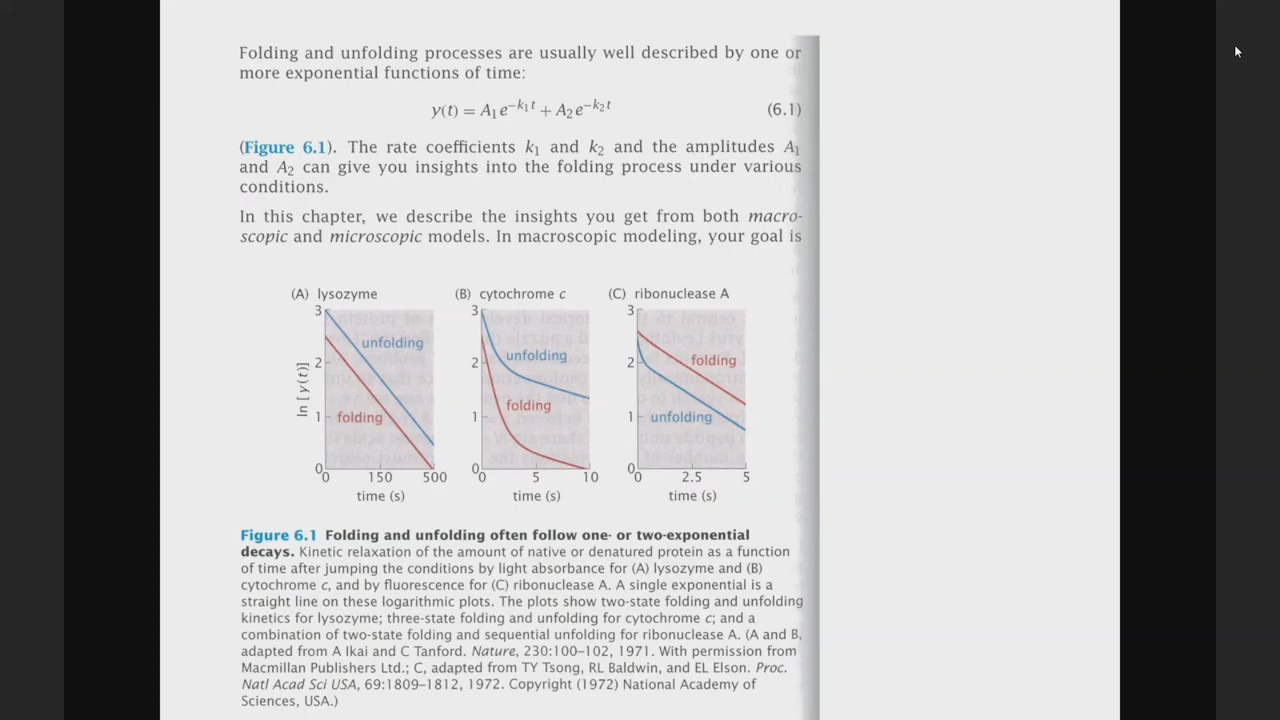 Folding and unfolding processes are usually well described by one or
more exponential functions of time:
y(t) = A₁e^{−k₁t} + A₂e^{−k₂t} (6.1)
(Figure 6.1). The rate coefficients k₁ and k₂ and the amplitudes A₁
and A₂ can give you insights into the folding process under various
conditions.
In this chapter, we describe the insights you get from both macro-
scopic and microscopic models. In macroscopic modeling, your goal is
(A) lysozyme
3
2
1
0
ln [y(t)]
unfolding
folding
0 150 500
time (s)
(B) cytochrome c
3
2
1
0
unfolding
folding
0 5 10
time (s)
(C) ribonuclease A
3
2
1
0
folding
unfolding
0 2.5 5
time (s)
Figure 6.1 Folding and unfolding often follow one- or two-exponential
decays. Kinetic relaxation of the amount of native or denatured protein as a function
of time after jumping the conditions by light absorbance for (A) lysozyme and (B)
cytochrome c, and by fluorescence for (C) ribonuclease A. A single exponential is a
straight line on these logarithmic plots. The plots show two-state folding and unfolding
kinetics for lysozyme; three-state folding and unfolding for cytochrome c; and a
combination of two-state folding and sequential unfolding for ribonuclease A. (A and B,
adapted from A Ikai and C Tanford. Nature, 230:100–102, 1971. With permission from
Macmillan Publishers Ltd.; C, adapted from TY Tsong, RL Baldwin, and EL Elson. Proc.
Natl Acad Sci USA, 69:1809–1812, 1972. Copyright (1972) National Academy of
Sciences, USA.)